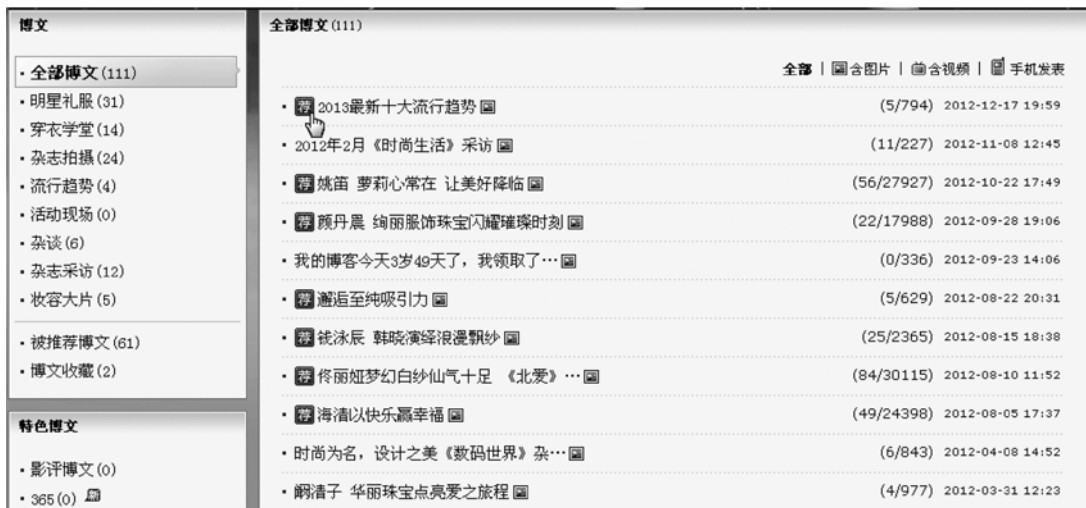 博文
全部博文(111)
明星礼服(31)
穿衣学堂(14)
杂志拍摄(24)
流行趋势(4)
活动现场(0)
杂谈(6)
杂志采访(12)
妆容大片(5)
被推荐博文(61)
博文收藏(2)
特色博文
影评博文(0)
365(0)
全部博文(111)
全部 | 含图片 | 含视频 | 手机发表
荐 2013最新十大流行趋势 (5/794) 2012-12-17 19:59
2012年2月《时尚生活》采访 (11/227) 2012-11-08 12:45
荐 姚笛 萝莉心常在 让美好降临 (56/27927) 2012-10-22 17:49
荐 颜丹晨 绚丽服饰珠宝闪耀璀璨时刻 (22/17988) 2012-09-28 19:06
我的博客今天3岁49天了，我领取了… (0/336) 2012-09-23 14:06
荐 邂逅至纯吸引力 (5/629) 2012-08-22 20:31
荐 钱泳辰 韩晓演绎浪漫飘纱 (25/2365) 2012-08-15 18:38
荐 佟丽娅梦幻白纱仙气十足 《北爱》… (84/30115) 2012-08-10 11:52
荐 海清以快乐赢幸福 (49/24398) 2012-08-05 17:37
时尚为名，设计之美《数码世界》杂… (6/843) 2012-04-08 14:52
阚清子 华丽珠宝点亮爱之旅程 (4/977) 2012-03-31 12:23